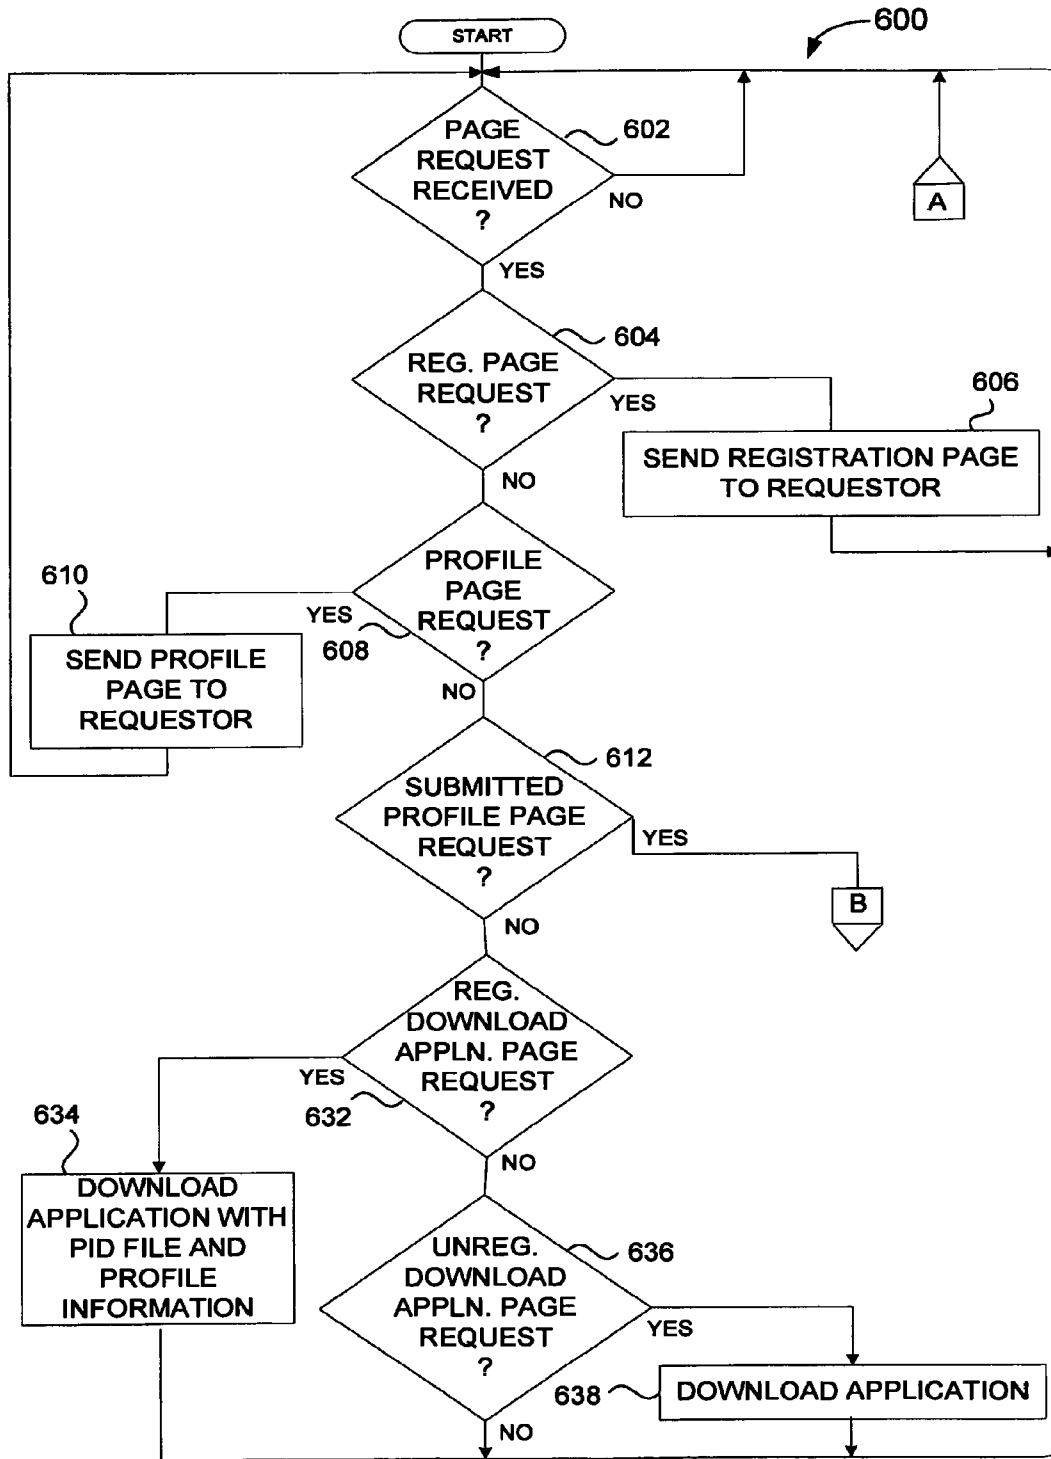 START
600
PAGE
REQUEST
RECEIVED
?
602
NO
A
YES
REG. PAGE
REQUEST
?
604
YES
606
SEND REGISTRATION PAGE
TO REQUESTOR
NO
PROFILE
PAGE
REQUEST
?
608
YES
610
SEND PROFILE
PAGE TO
REQUESTOR
NO
SUBMITTED
PROFILE PAGE
REQUEST
?
612
YES
B
NO
REG.
DOWNLOAD
APPLN. PAGE
REQUEST
?
632
YES
634
DOWNLOAD
APPLICATION WITH
PID FILE AND
PROFILE
INFORMATION
NO
UNREG.
DOWNLOAD
APPLN. PAGE
REQUEST
?
636
YES
638
DOWNLOAD APPLICATION
NO